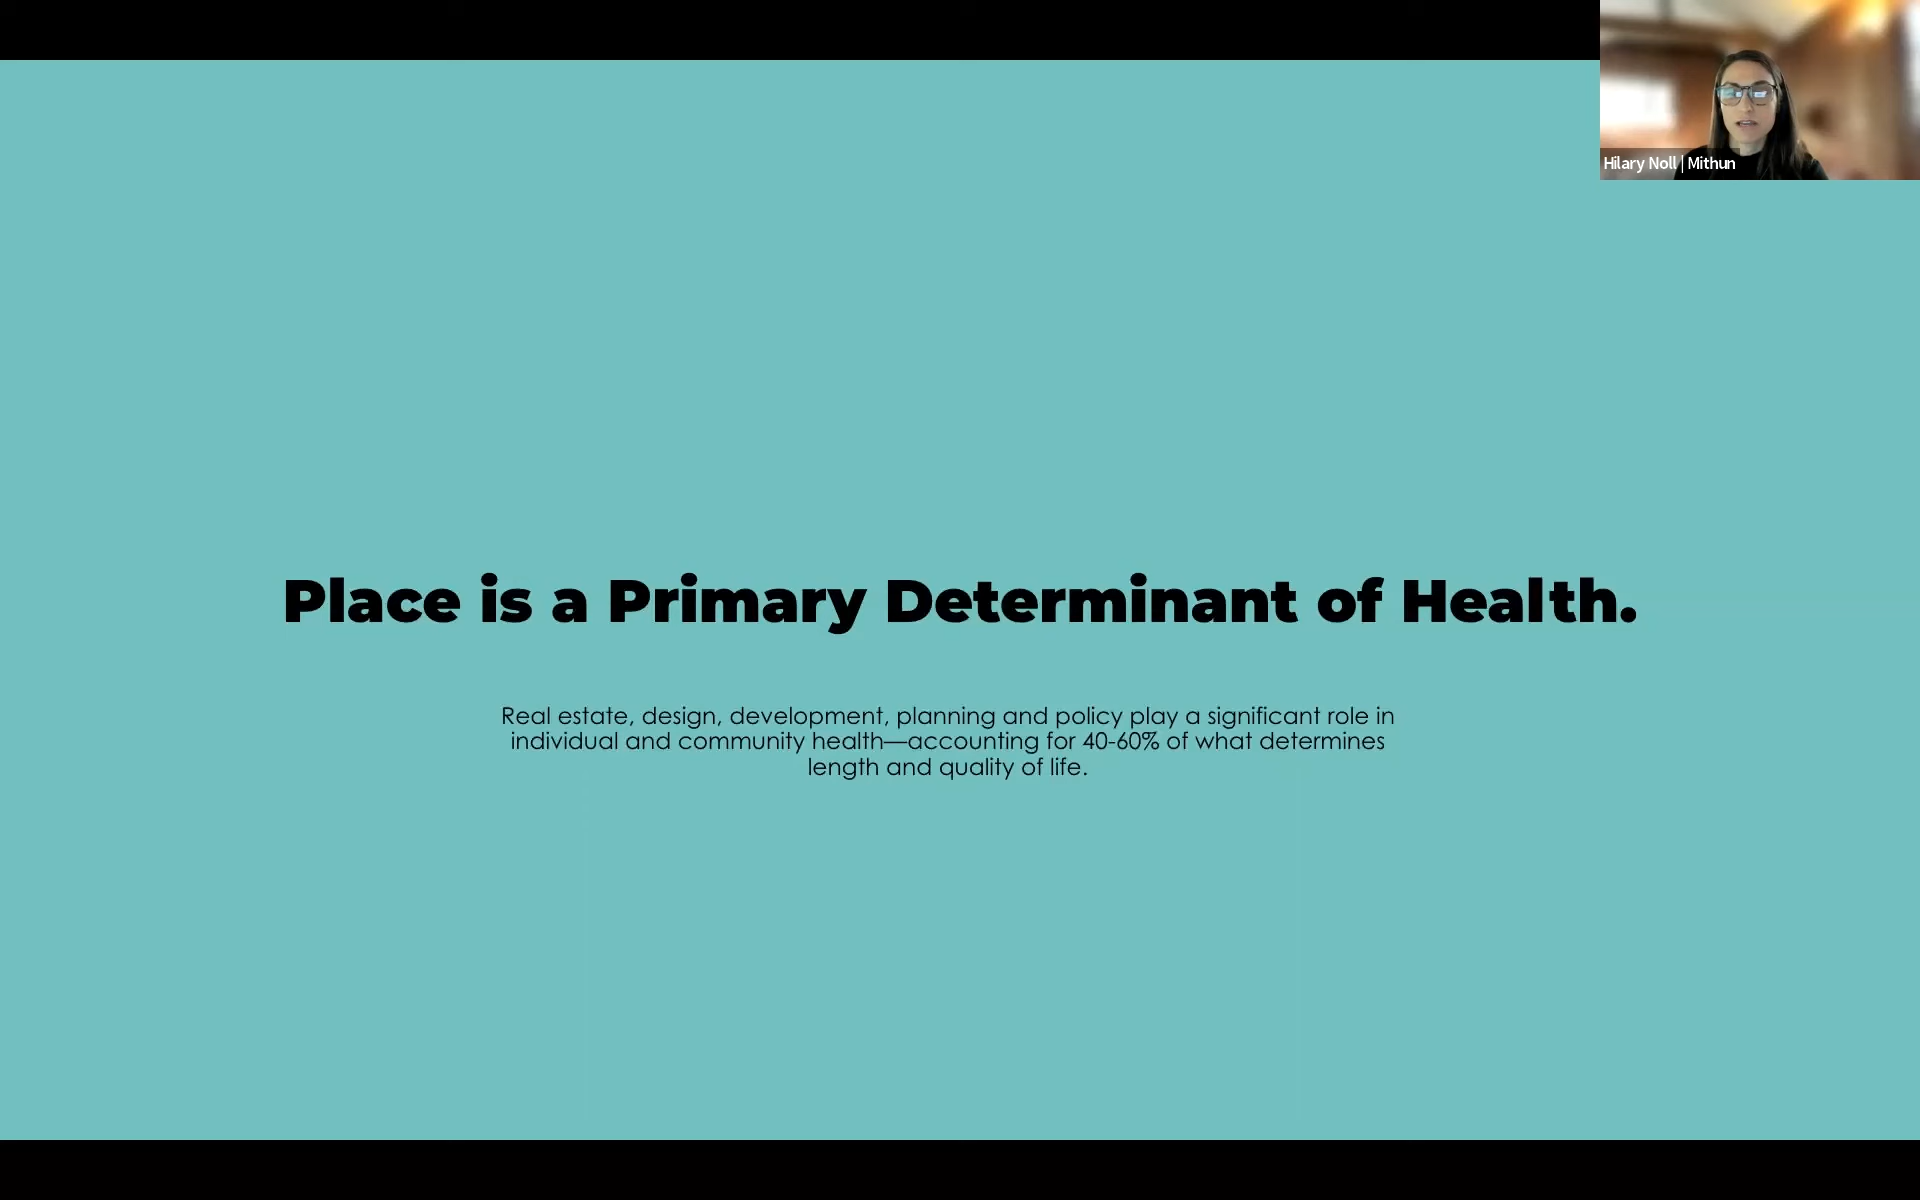 Hilary Noll | Mithun
Place is a Primary Determinant of Health.
Real estate, design, development, planning and policy play a significant role in
individual and community health—accounting for 40-60% of what determines
length and quality of life.